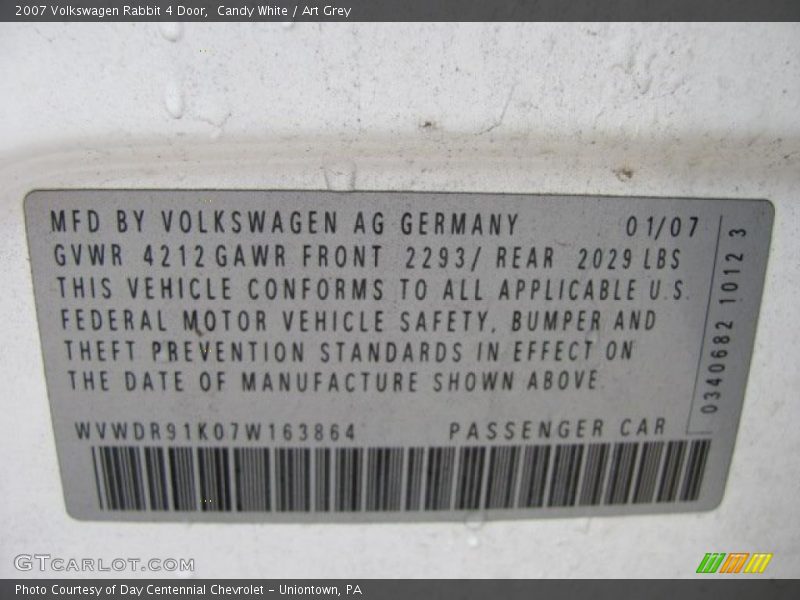 2007 Volkswagen Rabbit 4 Door, Candy White / Art Grey
MFD BY VOLKSWAGEN AG GERMANY 01/07
GVWR 4212 GAWR FRONT 2293/ REAR 2029 LBS
THIS VEHICLE CONFORMS TO ALL APPLICABLE U.S.
FEDERAL MOTOR VEHICLE SAFETY, BUMPER AND
THEFT PREVENTION STANDARDS IN EFFECT ON
THE DATE OF MANUFACTURE SHOWN ABOVE
WVWDR91K07W163864 PASSENGER CAR
0340682 1012 3
GTCARLOT.COM
Photo Courtesy of Day Centennial Chevrolet - Uniontown, PA